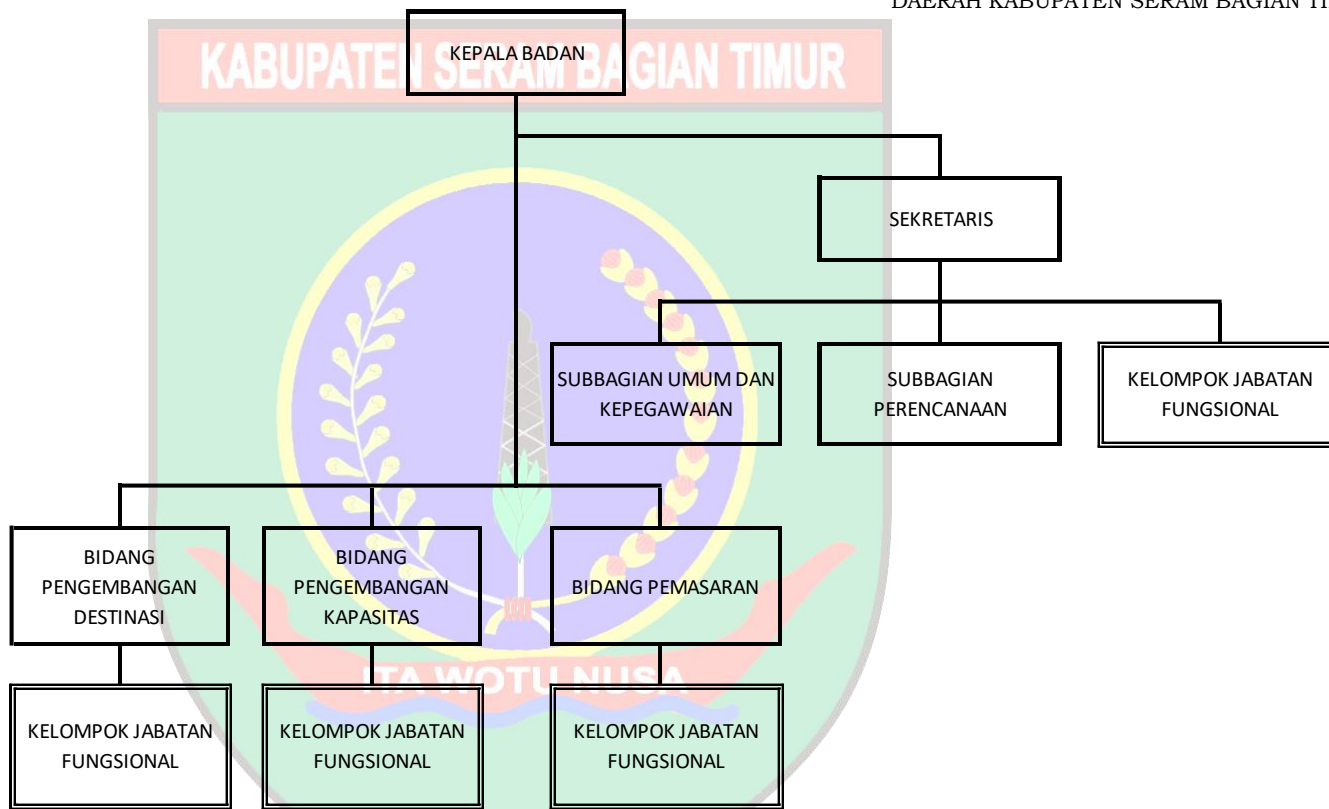 DAERAH KABUPATEN SERAM BAGIAN
KABUPATEN SERAM BAGIAN TIMUR
KEPALA BADAN
SEKRETARIS
SUBBAGIAN UMUM DAN
KEPEGAWAIAN
SUBBAGIAN
PERENCANAAN
KELOMPOK JABATAN
FUNGSIONAL
BIDANG
PENGEMBANGAN
DESTINASI
BIDANG
PENGEMBANGAN
KAPASITAS
BIDANG PEMASARAN
ITA WOTU NUSA
KELOMPOK JABATAN
FUNGSIONAL
KELOMPOK JABATAN
FUNGSIONAL
KELOMPOK JABATAN
FUNGSIONAL